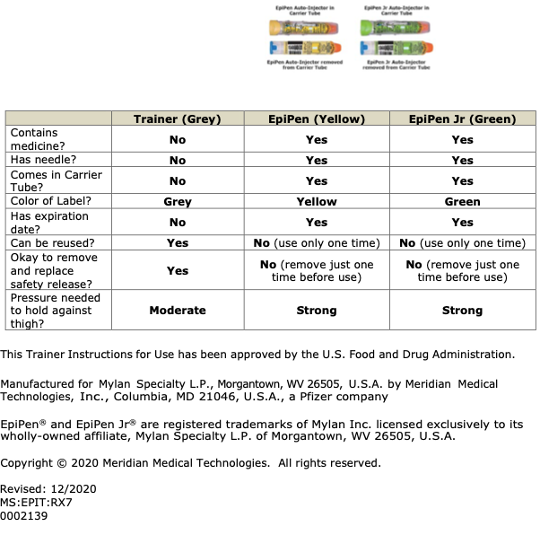 EpiPen Auto-Injector in
Carrier Tube
EpiPen Jr Auto-Injector in
Carrier Tube
EpiPen Auto-Injector removed
from Carrier Tube
EpiPen Jr Auto-Injector
removed from Carrier Tube
Trainer (Grey) EpiPen (Yellow) EpiPen Jr (Green)
Contains
medicine? No Yes Yes
Has needle? No Yes Yes
Comes in Carrier
Tube? No Yes Yes
Color of Label? Grey Yellow Green
Has expiration
date? No Yes Yes
Can be reused? Yes No (use only one time) No (use only one time)
Okay to remove
and replace
safety release? Yes No (remove just one
time before use) No (remove just one
time before use)
Pressure needed
to hold against
thigh? Moderate Strong Strong
This Trainer Instructions for Use has been approved by the U.S. Food and Drug Administration.
Manufactured for Mylan Specialty L.P., Morgantown, WV 26505, U.S.A. by Meridian Medical
Technologies, Inc., Columbia, MD 21046, U.S.A., a Pfizer company
EpiPen® and EpiPen Jr® are registered trademarks of Mylan Inc. licensed exclusively to its
wholly-owned affiliate, Mylan Specialty L.P. of Morgantown, WV 26505, U.S.A.
Copyright © 2020 Meridian Medical Technologies. All rights reserved.
Revised: 12/2020
MS:EPIT:RX7
0002139